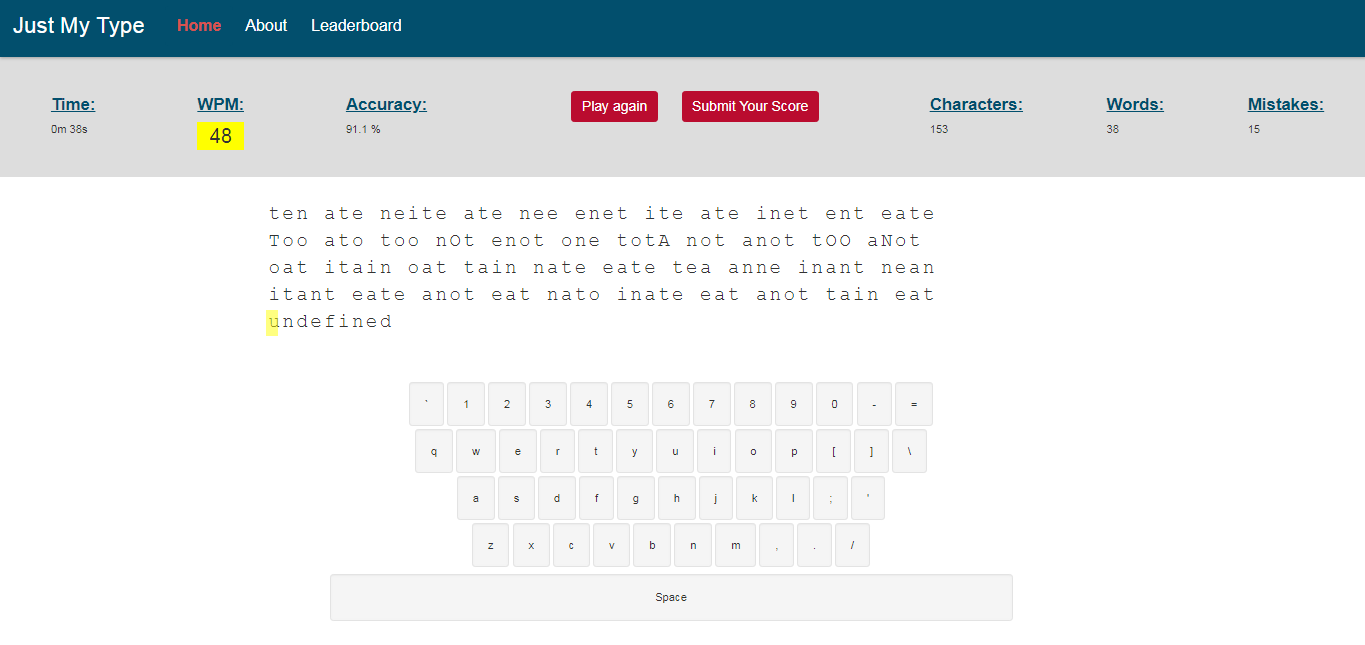 Just My Type Home About Leaderboard
Time: WPM: Accuracy: Play again Submit Your Score Characters: Words: Mistakes:
0m 38s 48 91.1 % 153 38 15
ten ate neite ate nee enet ite ate inet ent eate
Too ato too nOt enot one totA not anot tOO aNot
oat itain oat tain nate eate tea anne inant nean
itant eate anot eat nato inate eat anot tain eat
undefined
` 1 2 3 4 5 6 7 8 9 0 - =
q w e r t y u i o p [ ] \
a s d f g h j k l ; '
z x c v b n m , . /
Space